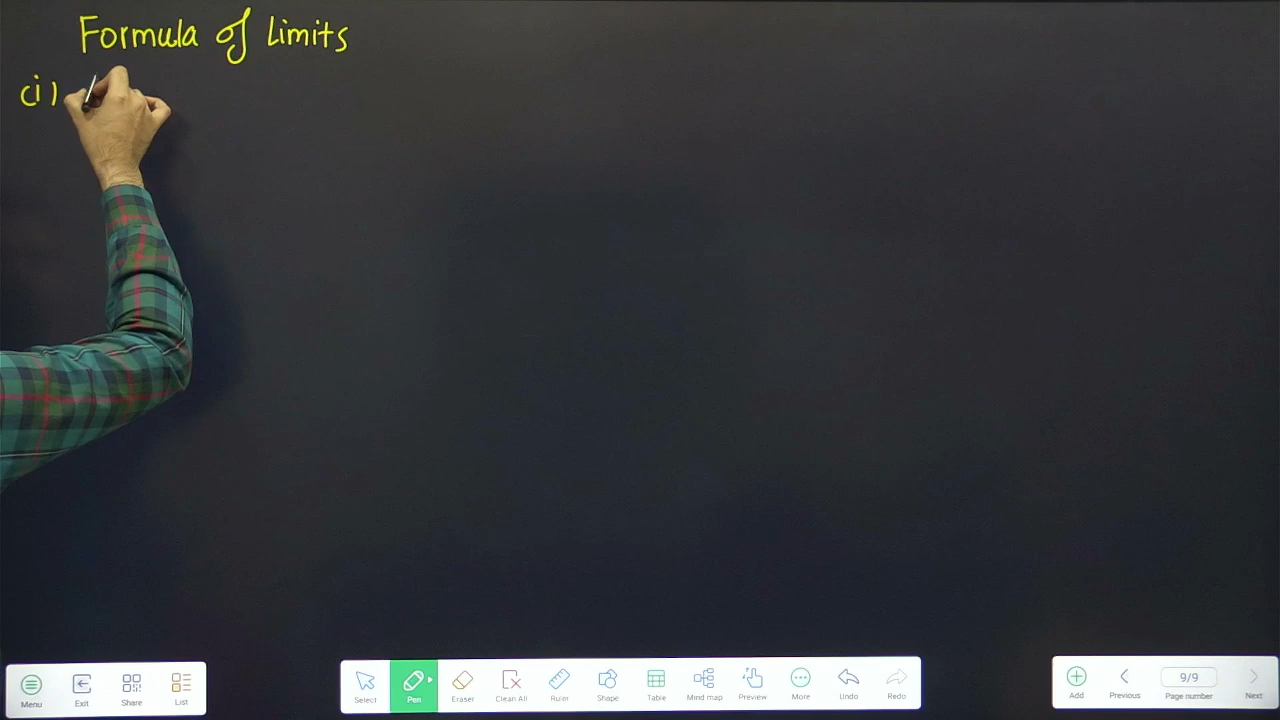 Formula of Limits
(i)
Menu
Exit
Share
List
Select
Pen
Eraser
Clean All
Ruler
Shape
Table
Mind map
Preview
More
Undo
Redo
Add
Previous
9/9
Page number
Next